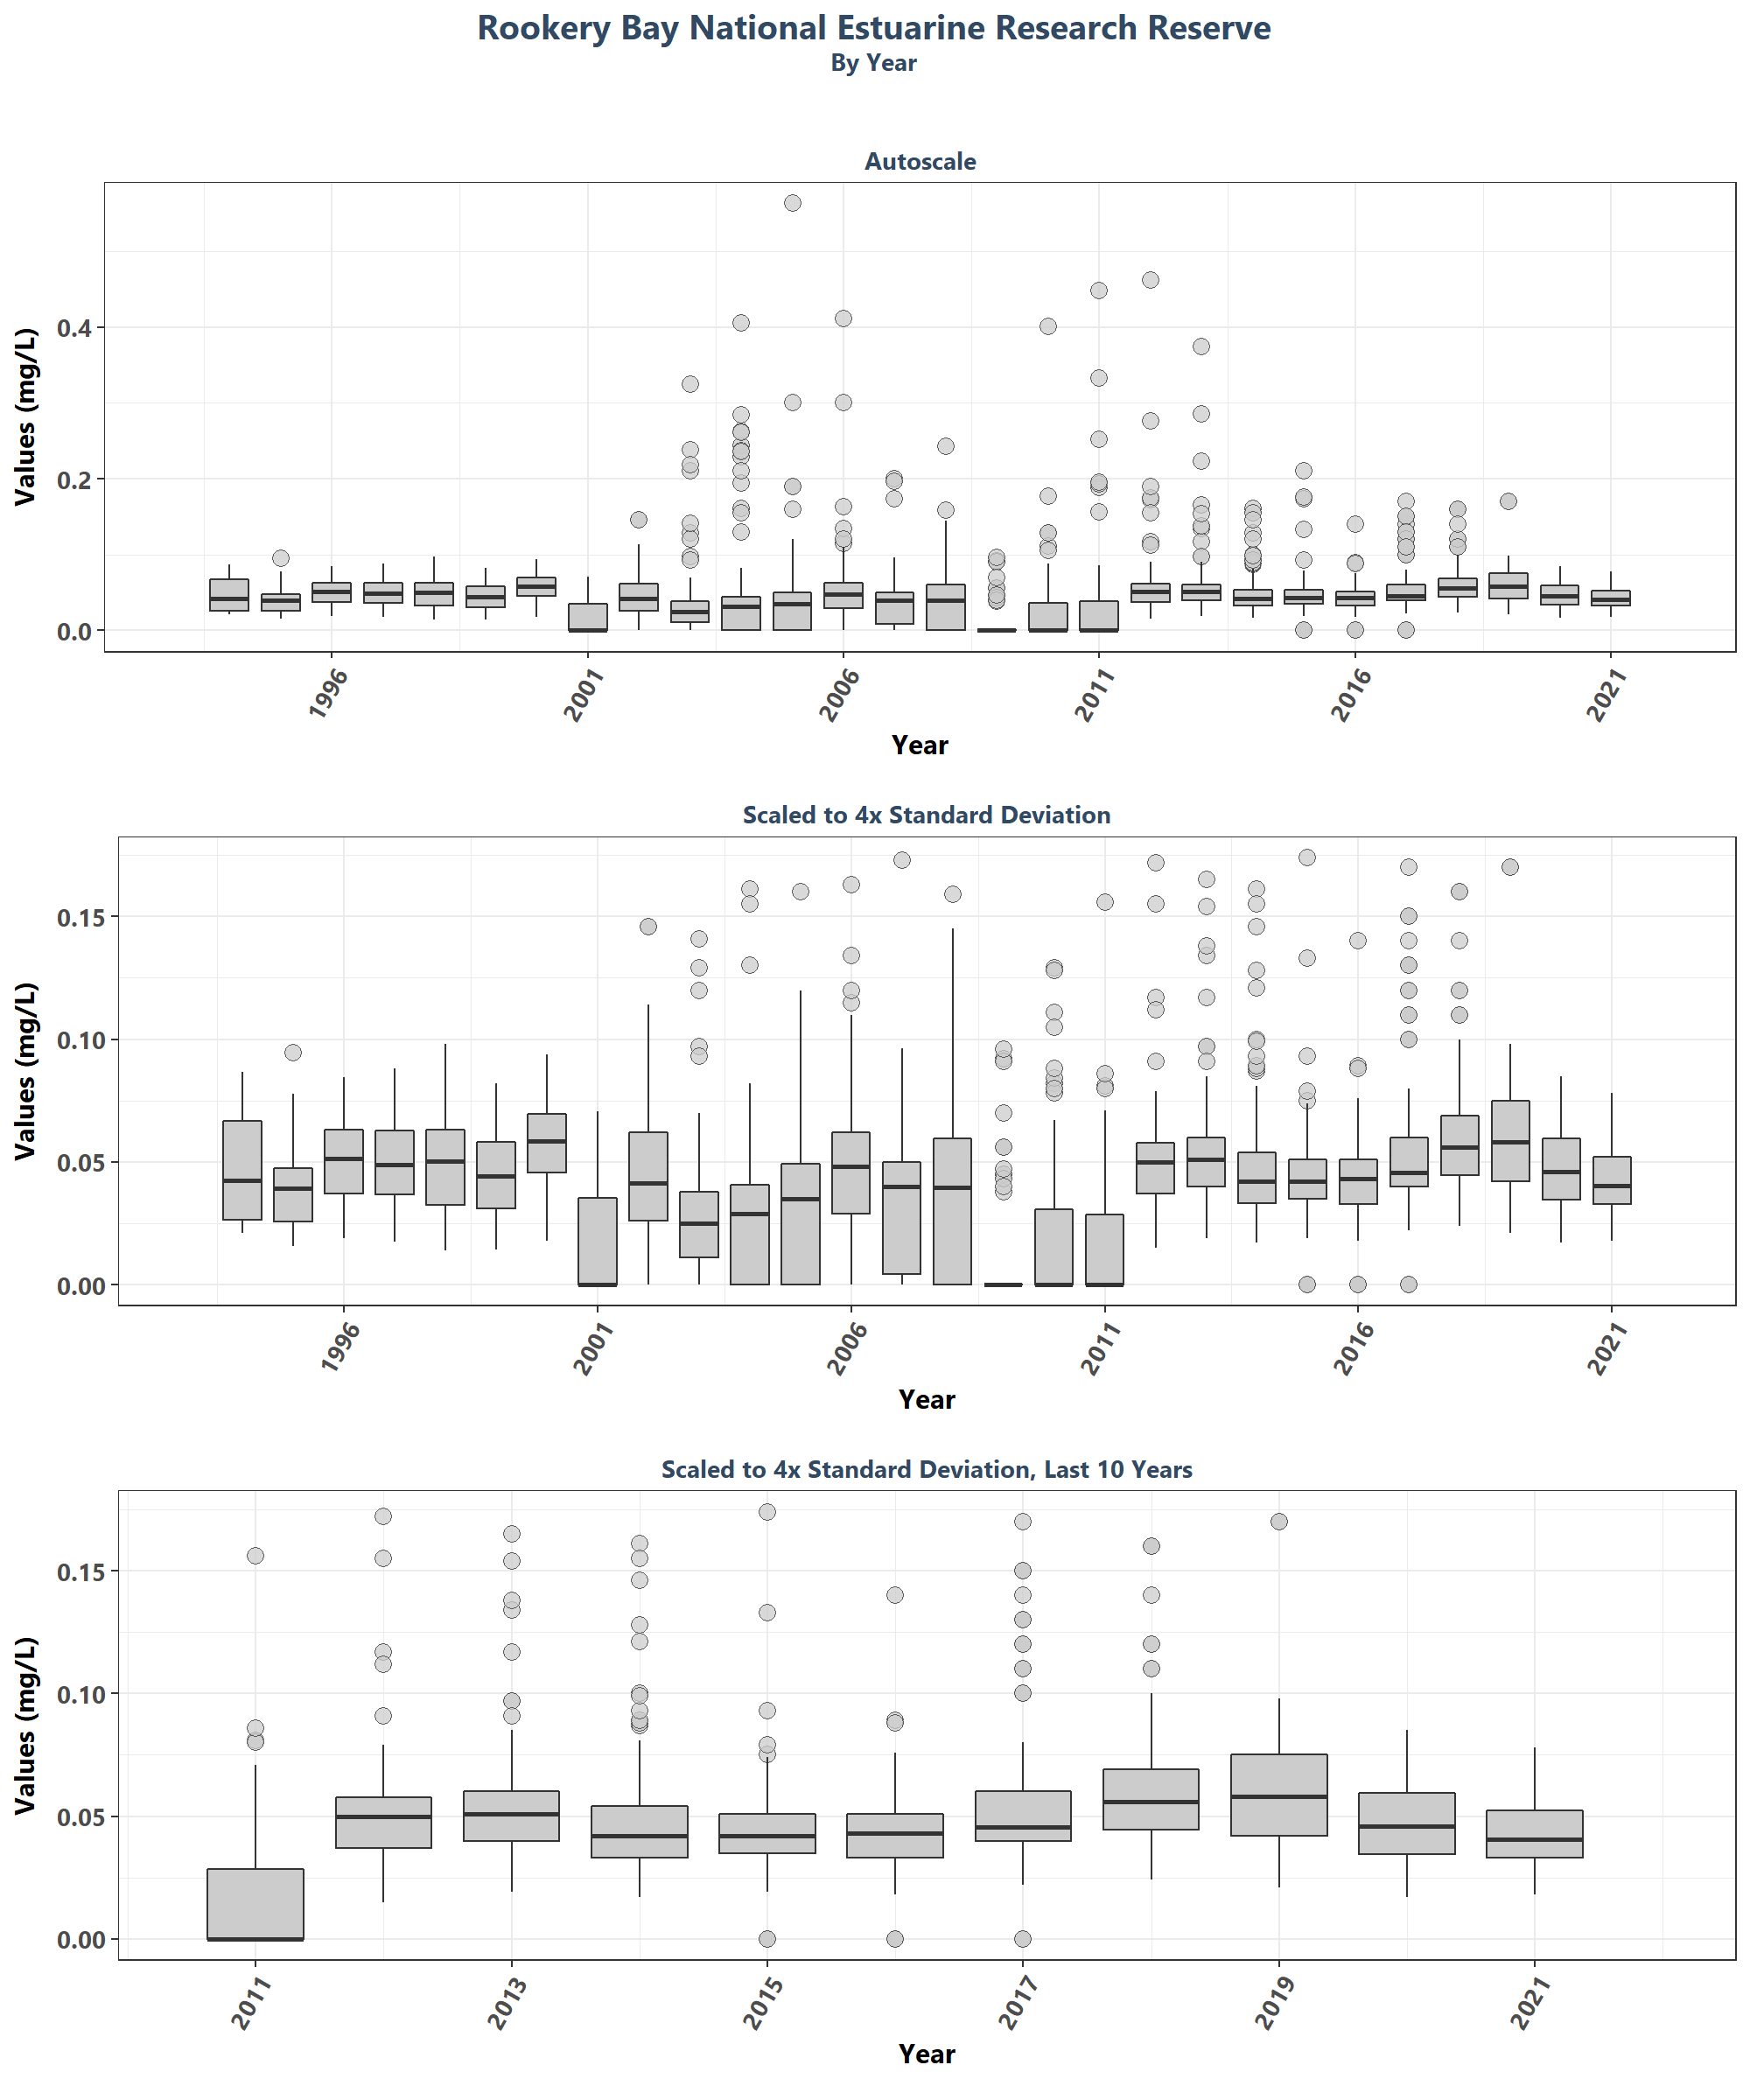 Rookery Bay National Estuarine Research Reserve
By Year
Autoscale
Values (mg/L)
0.4
0.2
0.0
1996 2001 2006 2011 2016 2021
Year
Scaled to 4x Standard Deviation
Values (mg/L)
0.15
0.10
0.05
0.00
1996 2001 2006 2011 2016 2021
Year
Scaled to 4x Standard Deviation, Last 10 Years
Values (mg/L)
0.15
0.10
0.05
0.00
2011 2013 2015 2017 2019 2021
Year